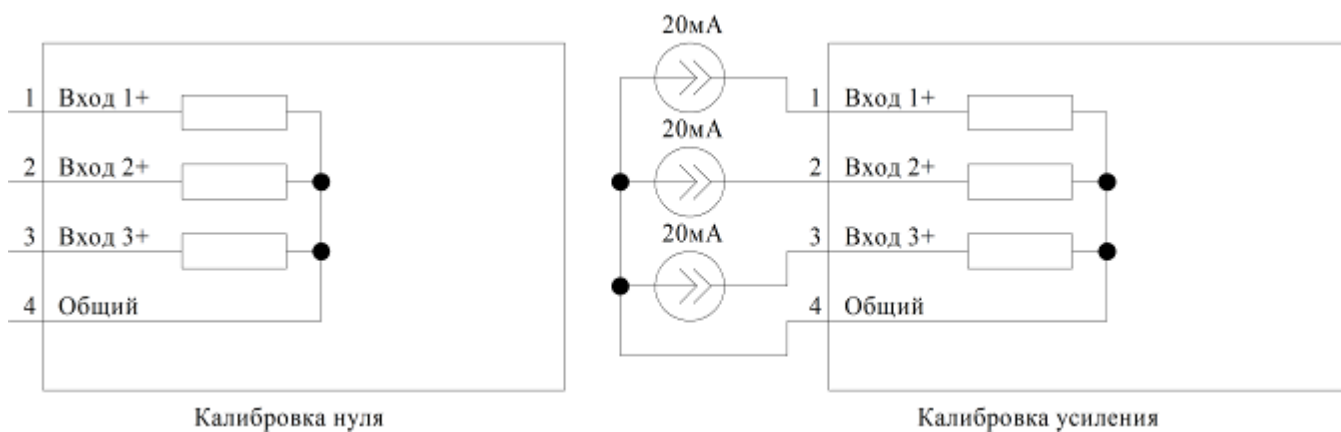 1 Вход 1+
2 Вход 2+
3 Вход 3+
4 Общий
Калибровка нуля
20мА
20мА
20мА
1 Вход 1+
2 Вход 2+
3 Вход 3+
4 Общий
Калибровка усиления